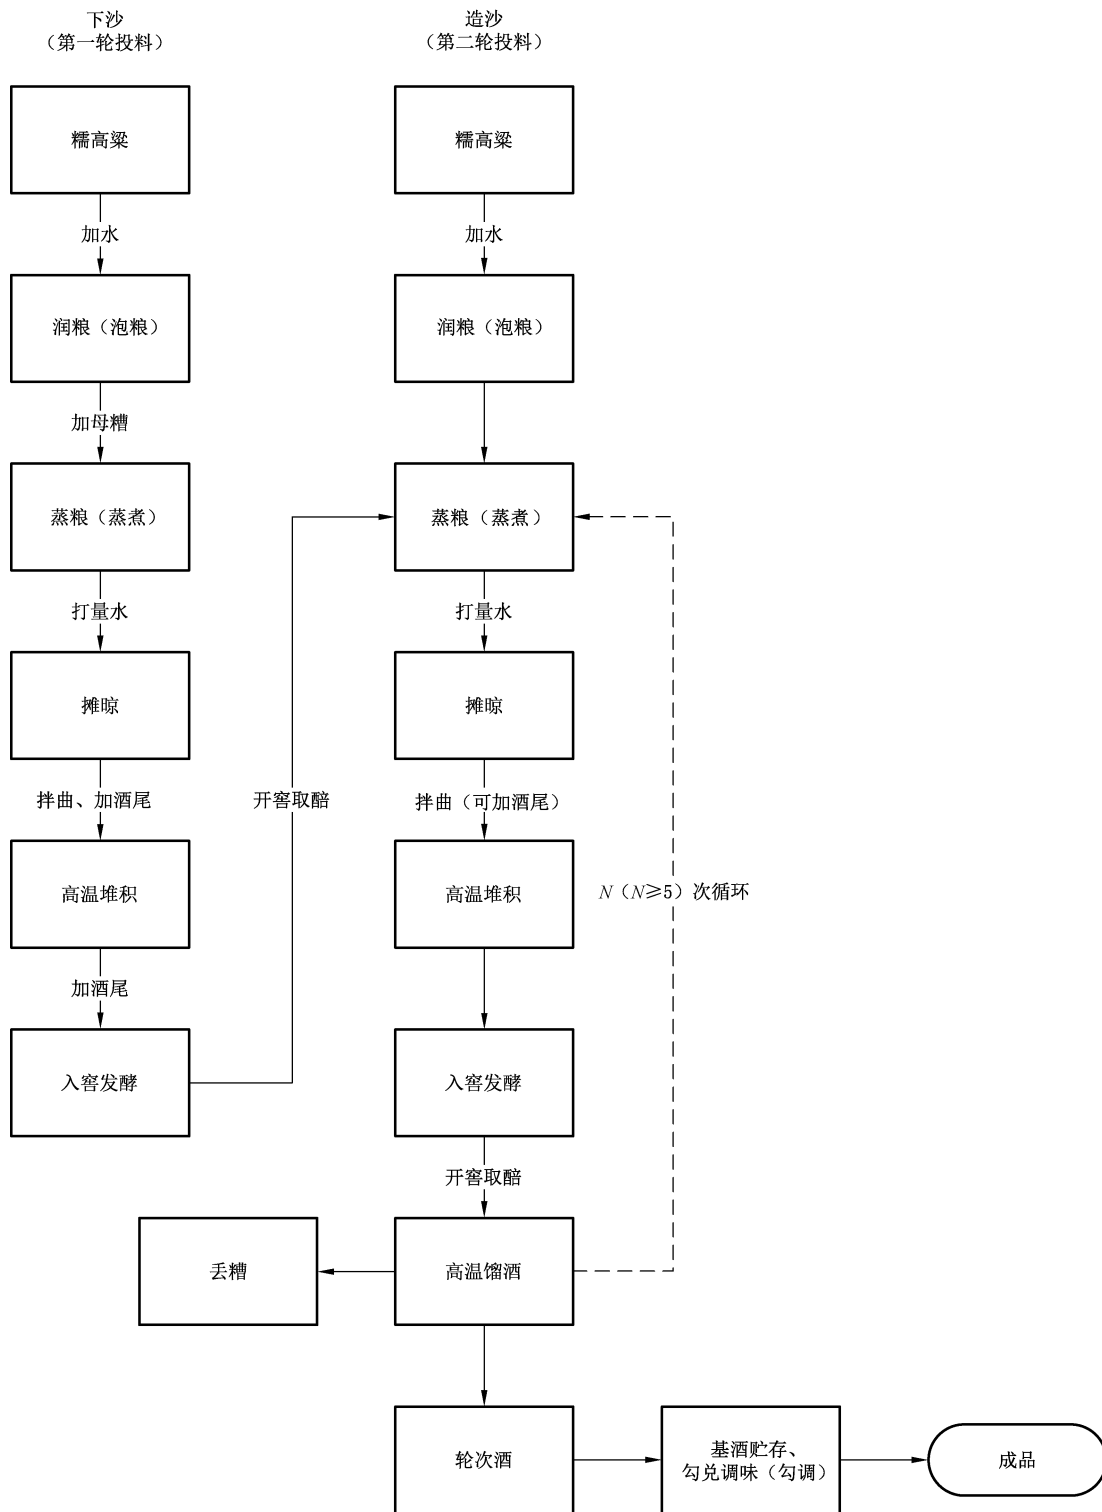 下沙
（第一轮投料）
糯高粱
加水
润粮（泡粮）
加母糟
蒸粮（蒸煮）
打量水
摊晾
拌曲、加酒尾
高温堆积
加酒尾
入窖发酵
开窖取醅
造沙
（第二轮投料）
糯高粱
加水
润粮（泡粮）
蒸粮（蒸煮）
打量水
摊晾
拌曲（可加酒尾）
高温堆积
N（N≥5）次循环
入窖发酵
开窖取醅
丢糟
高温馏酒
轮次酒
基酒贮存、
勾兑调味（勾调）
成品